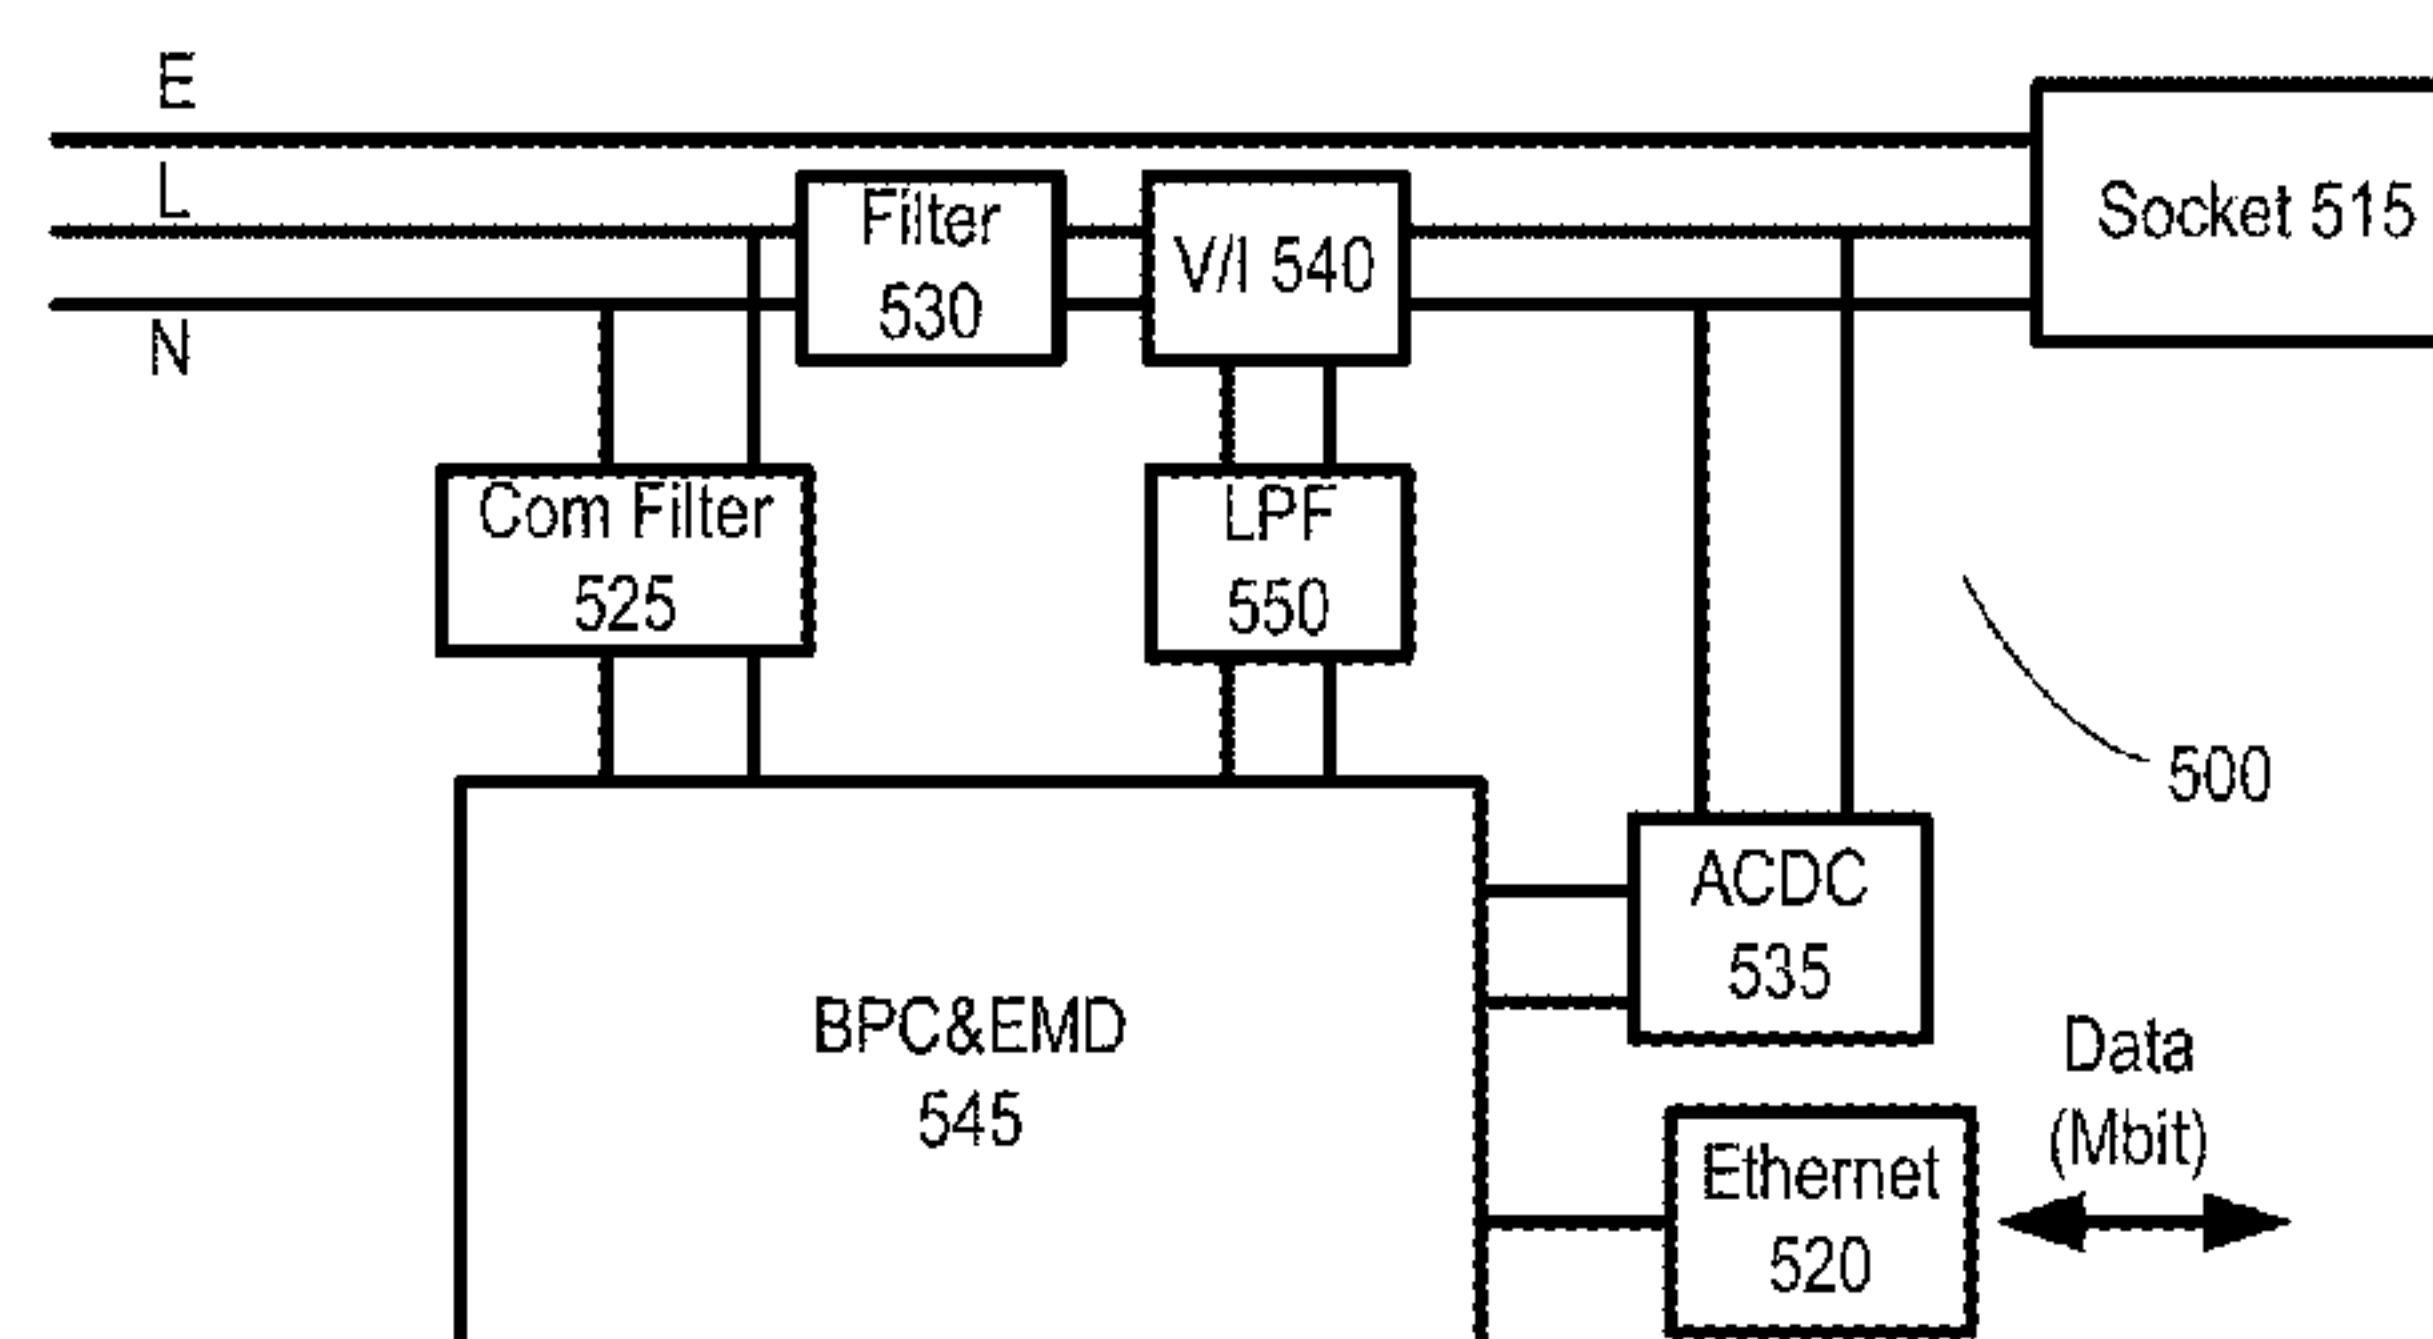 E
L
N
Filter
530
V/I 540
Socket 515
Com Filter
525
LPF
550
500
ACDC
535
BPC&EMD
545
Data
(Mbit)
Ethernet
520